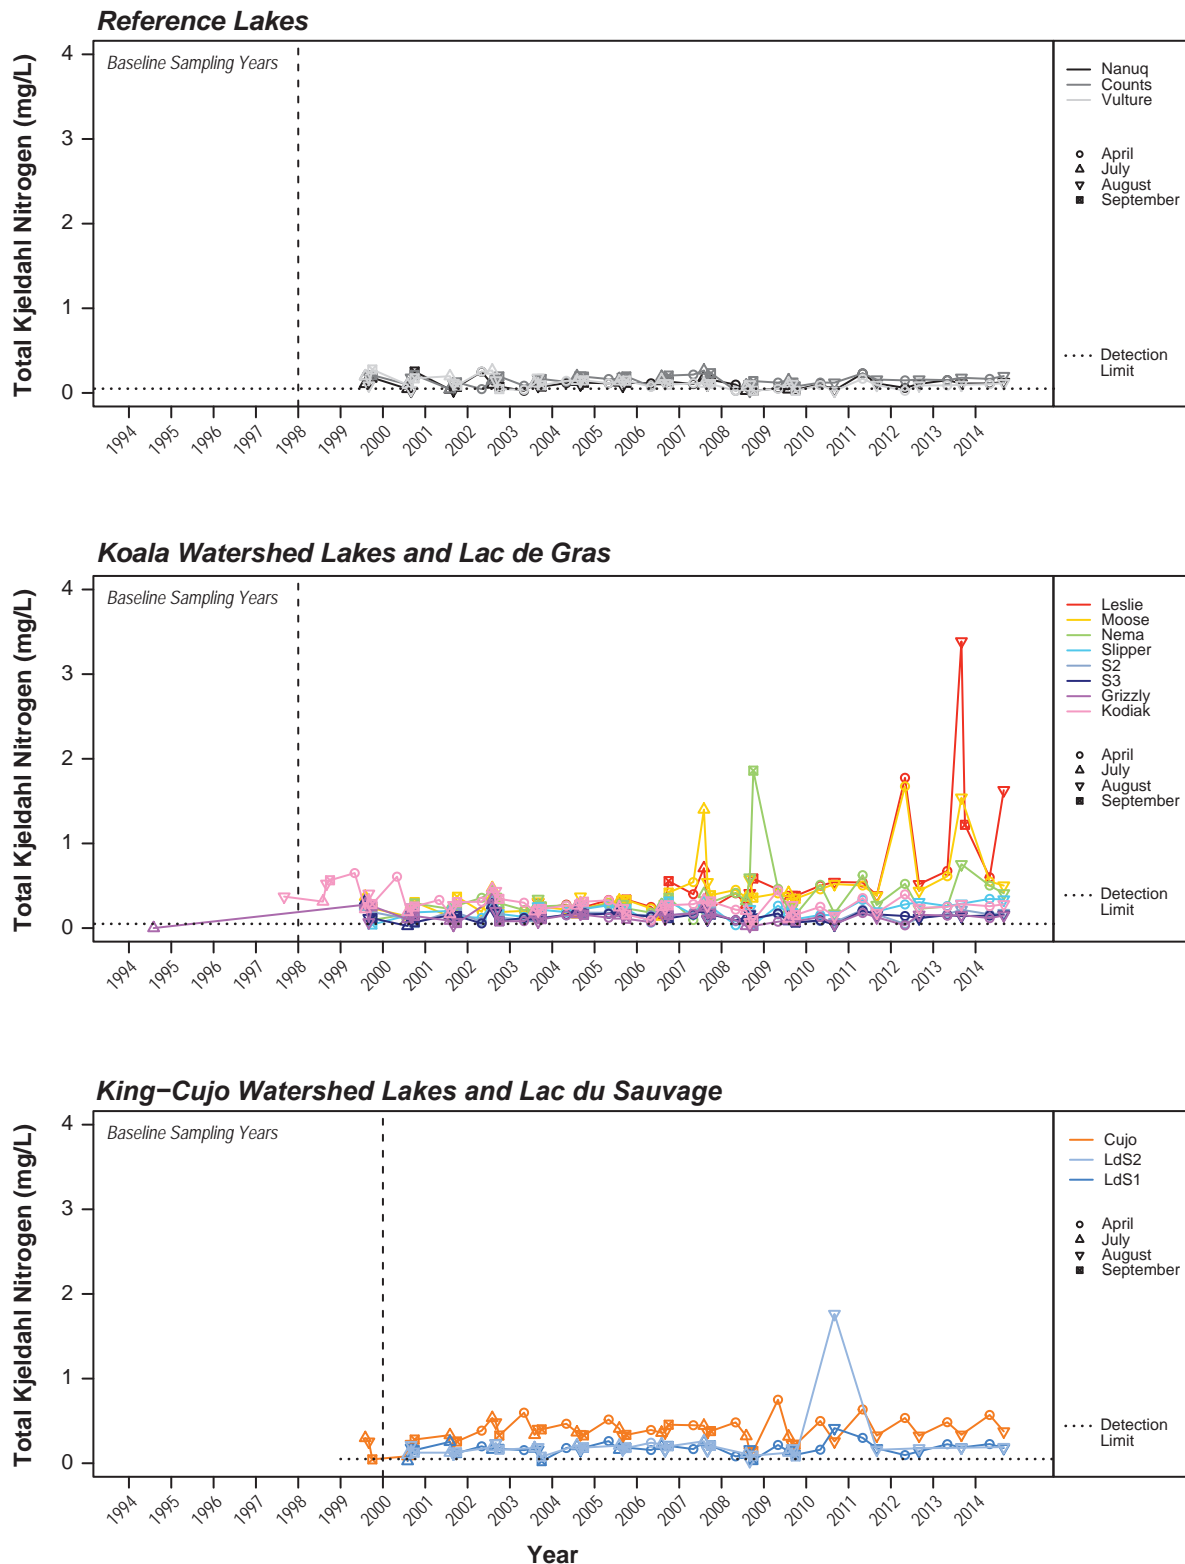 Reference Lakes
Total Kjeldahl Nitrogen (mg/L)
4
3
2
1
0
Baseline Sampling Years
Nanuq
Counts
Vulture
April
July
August
September
Detection
Limit
1994 1995 1996 1997 1998 1999 2000 2001 2002 2003 2004 2005 2006 2007 2008 2009 2010 2011 2012 2013 2014
Koala Watershed Lakes and Lac de Gras
Total Kjeldahl Nitrogen (mg/L)
4
3
2
1
0
Baseline Sampling Years
Leslie
Moose
Nema
Slipper
S2
S3
Grizzly
Kodiak
April
July
August
September
Detection
Limit
1994 1995 1996 1997 1998 1999 2000 2001 2002 2003 2004 2005 2006 2007 2008 2009 2010 2011 2012 2013 2014
King−Cujo Watershed Lakes and Lac du Sauvage
Total Kjeldahl Nitrogen (mg/L)
4
3
2
1
0
Baseline Sampling Years
Cujo
LdS2
LdS1
April
July
August
September
Detection
Limit
1994 1995 1996 1997 1998 1999 2000 2001 2002 2003 2004 2005 2006 2007 2008 2009 2010 2011 2012 2013 2014
Year